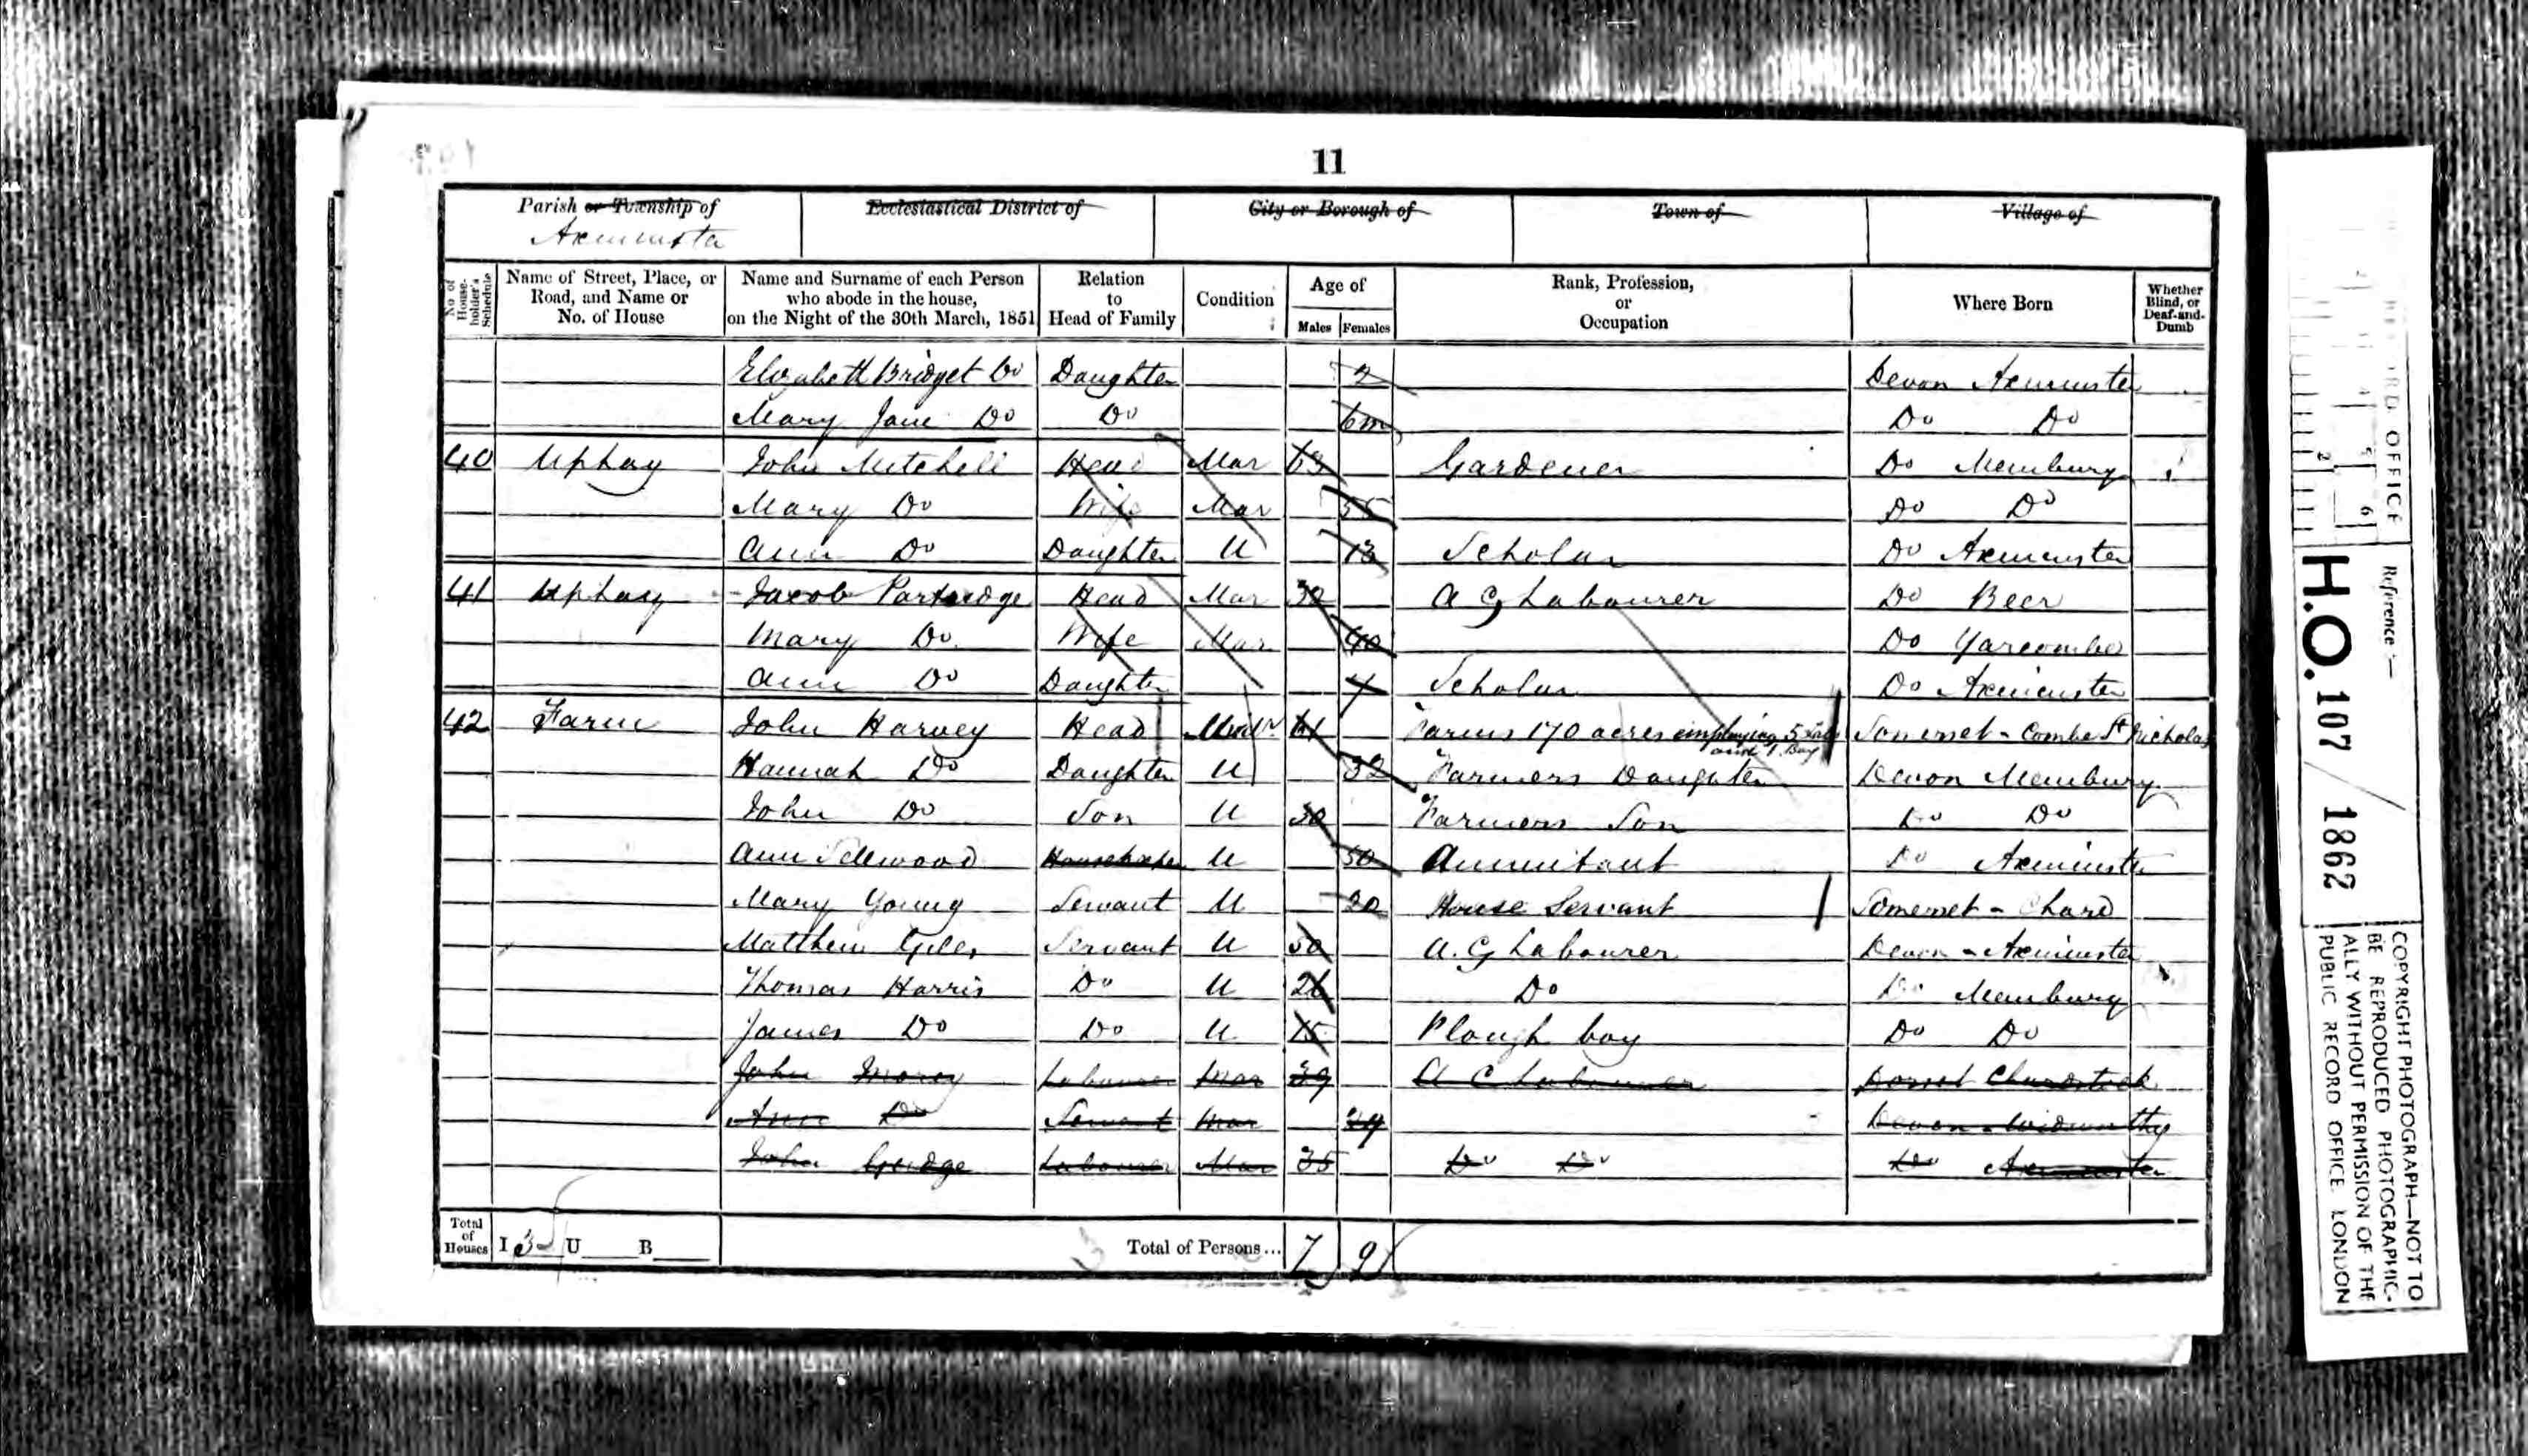 11
Parish or Township of
Axminster
Ecclesiastical District of
City or Borough of
Town of
Village of
No of House-holder's Schedule
Name of Street, Place, or Road, and Name or No. of House
Name and Surname of each Person who abode in the house, on the Night of the 30th March, 1851
Relation to Head of Family
Condition
Age of
Males
Females
Rank, Profession, or Occupation
Where Born
Whether Blind, or Deaf-and-Dumb
Elizabeth Bridget Do Daughter 2 Devon Axminster
Mary Jane Do Do 6m Do Do
40 Uphay John Mitchell Head Mar 63 Gardener Do Membury
Mary Do Wife Mar 55 Do Do
Ann Do Daughter U 13 Scholar Do Axminster
41 Uphay Jacob Partridge Head Mar 32 A G Labourer Do Beer
Mary Do Wife Mar 40 Do Yarcombe
Ann Do Daughter 7 Scholar Do Axminster
42 Farm John Harvey Head 61 Farms 170 acres employing 5 and 1 Boy Somerset - Combe St Nicholas
Hannah Do Daughter U 32 Farmers Daughter Devon Membury
John Do Son U 30 Farmers Son Do Do
Ann Sellwood U 50 Annuitant Do Axminster
Mary Young Servant U 20 House Servant Somerset - Chard
Matthew Giles Servant U 50 A. G Labourer Devon - Axminster
Thomas Harris Do U 26 Do Do Membury
James Do Do U 15 Plough boy Do Do
John Labourer Mar 39 A G Labourer Dorset Chardstock
Ann Do Servant Mar 29 Devon - Widworthy
John Gudge Labourer Mar 35 Do Do Do Axminster
Total of Houses I 3 U B
Total of Persons... 7 9
RD OFFICE
Reference :-
H.O. 107 / 1862
COPYRIGHT PHOTOGRAPH—NOT TO
BE REPRODUCED PHOTOGRAPHIC-
ALLY WITHOUT PERMISSION OF THE
PUBLIC RECORD OFFICE, LONDON